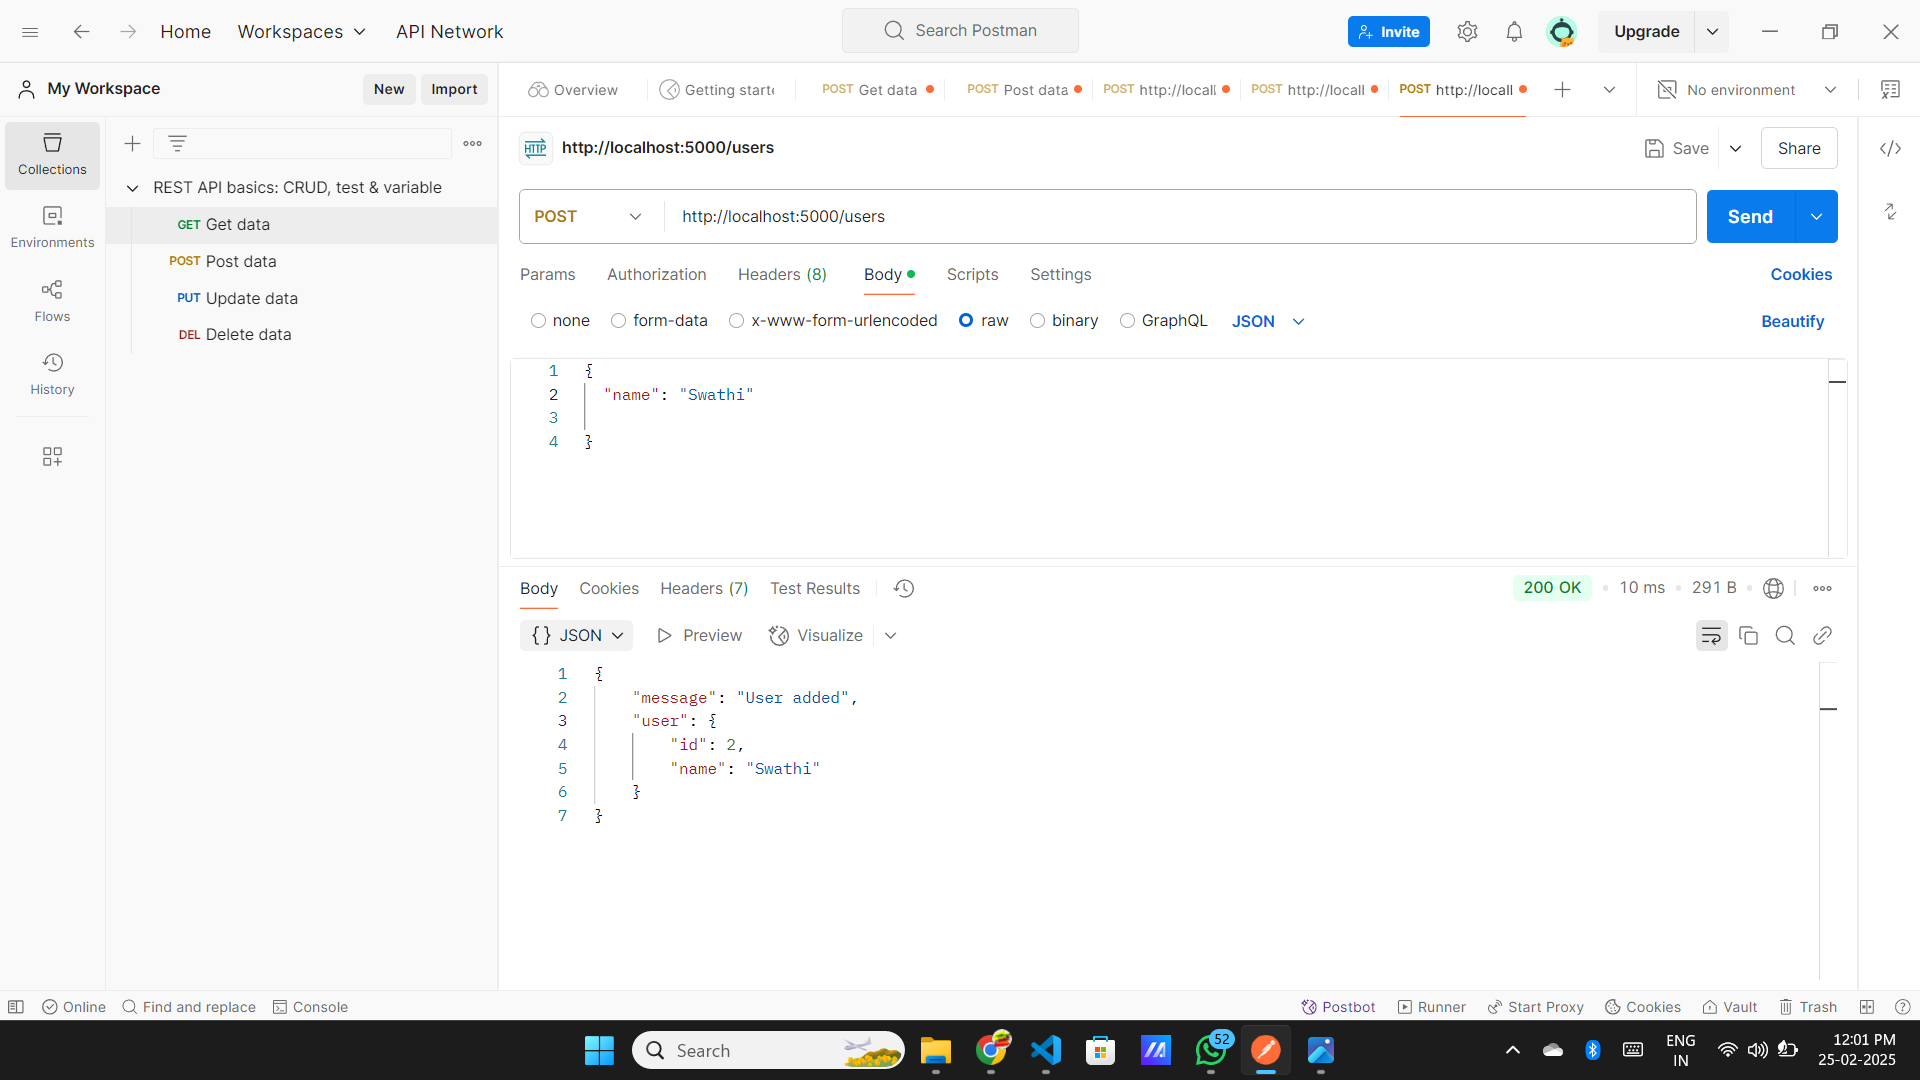 Home
Workspaces
API Network
Search Postman
Invite
Upgrade
My Workspace
New
Import
Overview
Getting starte
POST Get data
POST Post data
POST http://locall
POST http://locall
POST http://locall
No environment
Collections
Environments
Flows
History
REST API basics: CRUD, test & variable
GET Get data
POST Post data
PUT Update data
DEL Delete data
HTTP http://localhost:5000/users
Save
Share
POST
http://localhost:5000/users
Send
Params
Authorization
Headers (8)
Body
Scripts
Settings
Cookies
none
form-data
x-www-form-urlencoded
raw
binary
GraphQL
JSON
Beautify
1 {
2 "name": "Swathi"
3
4 }
Body
Cookies
Headers (7)
Test Results
200 OK
10 ms
291 B
{} JSON
Preview
Visualize
1 {
2 "message": "User added",
3 "user": {
4 "id": 2,
5 "name": "Swathi"
6 }
7 }
Online
Find and replace
Console
Postbot
Runner
Start Proxy
Cookies
Vault
Trash
Search
52
ENG
IN
12:01 PM
25-02-2025